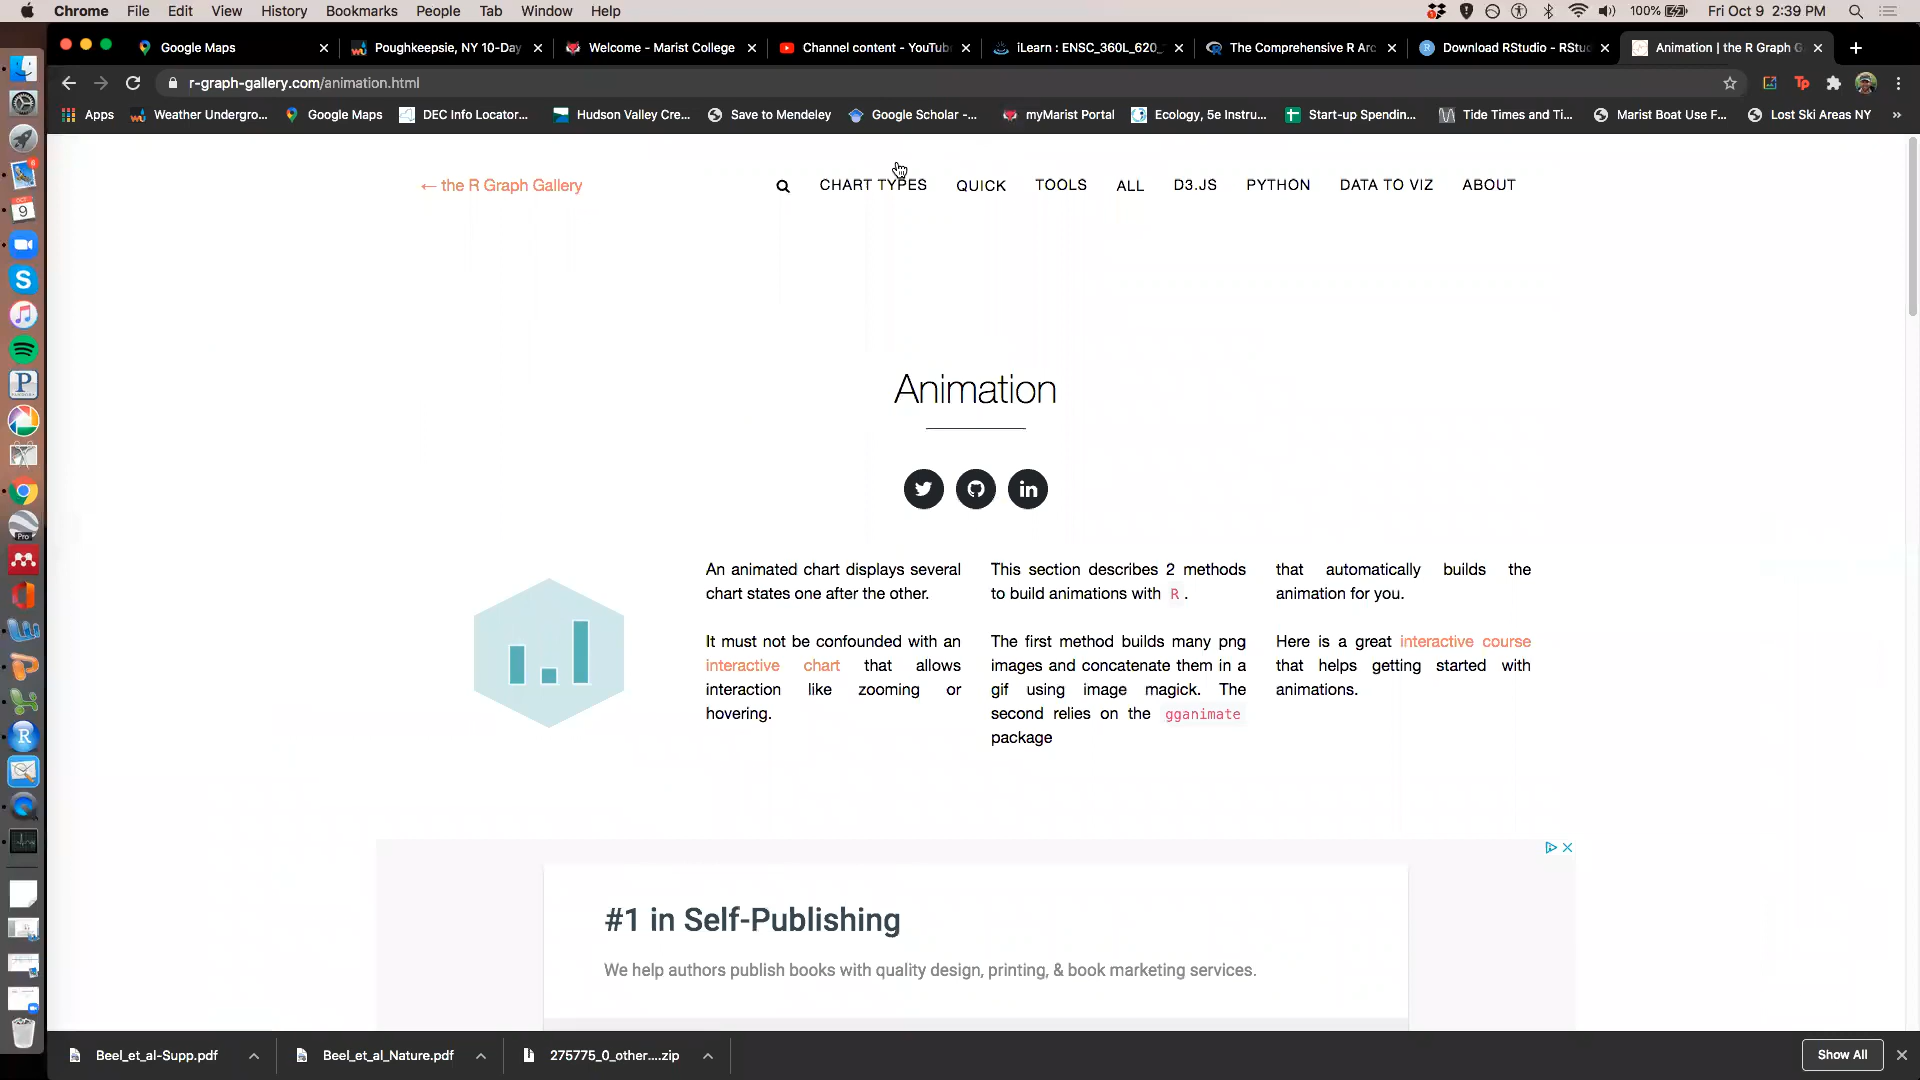 Chrome File Edit View History Bookmarks People Tab Window Help 100% Fri Oct 9 2:39 PM
Google Maps Poughkeepsie, NY 10-Day Welcome - Marist College Channel content - YouTub iLearn : ENSC_360L_620_ The Comprehensive R Arc Download RStudio - RStud Animation | the R Graph G
r-graph-gallery.com/animation.html
Apps Weather Undergro... Google Maps DEC Info Locator... Hudson Valley Cre... Save to Mendeley Google Scholar -... myMarist Portal Ecology, 5e Instru... Start-up Spendin... Tide Times and Ti... Marist Boat Use F... Lost Ski Areas NY »
← the R Graph Gallery CHART TYPES QUICK TOOLS ALL D3.JS PYTHON DATA TO VIZ ABOUT
Animation
An animated chart displays several
chart states one after the other.
It must not be confounded with an
interactive chart that allows
interaction like zooming or
hovering.
This section describes 2 methods
to build animations with R .
The first method builds many png
images and concatenate them in a
gif using image magick. The
second relies on the gganimate
package
that automatically builds the
animation for you.
Here is a great interactive course
that helps getting started with
animations.
#1 in Self-Publishing
We help authors publish books with quality design, printing, & book marketing services.
Beel_et_al-Supp.pdf Beel_et_al_Nature.pdf 275775_0_other....zip Show All